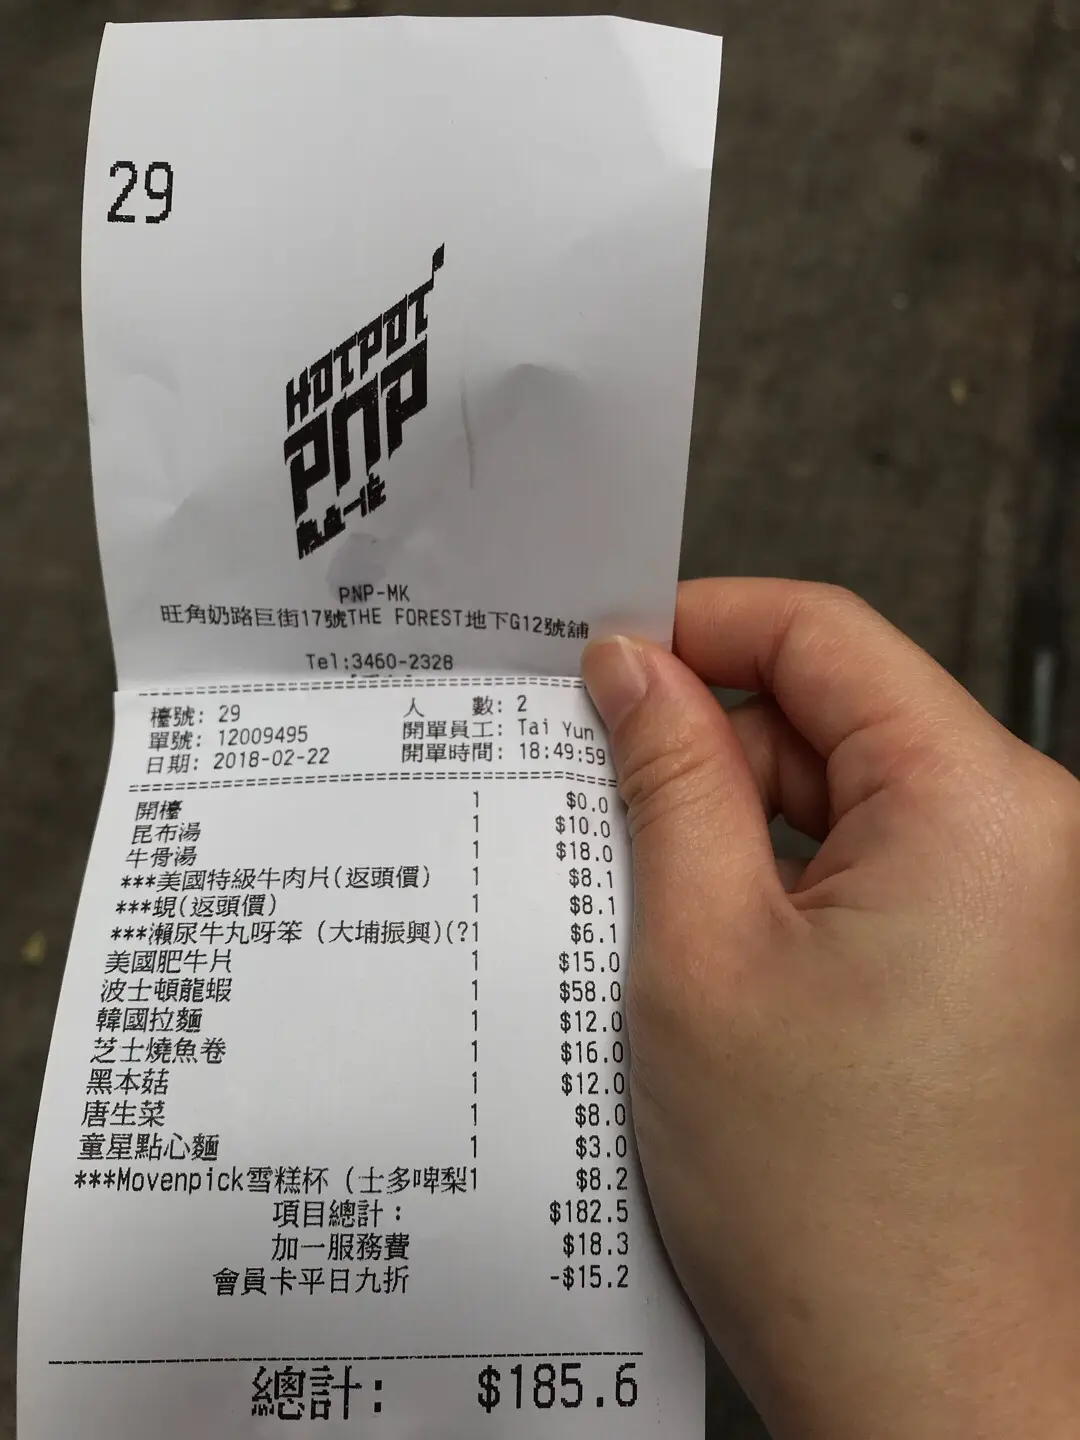 29
HOTPOT
PNP
PNP-MK
旺角奶路臣街17號THE FOREST地下G12號舖
Tel:3460-2328
檯號: 29 人 數: 2
單號: 12009495 開單員工: Tai Yun
日期: 2018-02-22 開單時間: 18:49:59
開檯 1 $0.0
昆布湯 1 $10.0
牛骨湯 1 $18.0
***美國特級牛肉片(返頭價) 1 $8.1
***蜆(返頭價) 1 $8.1
***瀨尿牛丸呀笨 (大埔振興)(?1 $6.1
美國肥牛片 1 $15.0
波士頓龍蝦 1 $58.0
韓國拉麵 1 $12.0
芝士燒魚卷 1 $16.0
黑本菇 1 $12.0
唐生菜 1 $8.0
童星點心麵 1 $3.0
***Movenpick雪糕杯 (士多啤梨1 $8.2
項目總計: $182.5
加一服務費 $18.3
會員卡平日九折 -$15.2
總計: $185.6